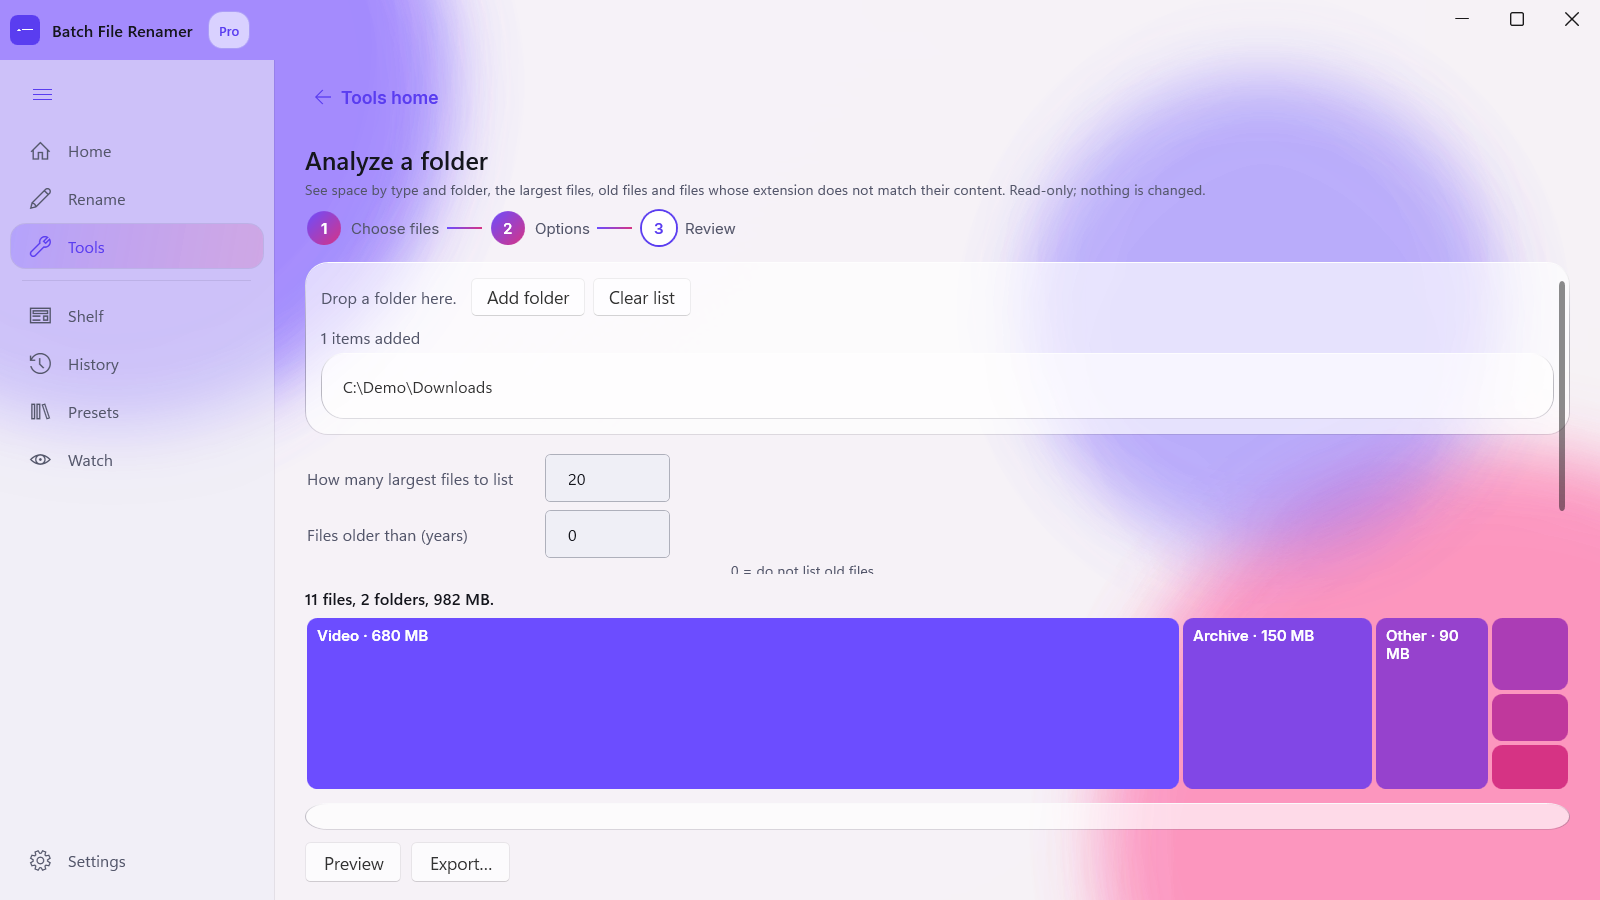 Batch File Renamer
Pro
Home
Rename
Tools
Shelf
History
Presets
Watch
Settings
Tools home
Analyze a folder
See space by type and folder, the largest files, old files and files whose extension does not match their content. Read-only; nothing is changed.
1 Choose files
2 Options
3 Review
Drop a folder here.
Add folder
Clear list
1 items added
C:\Demo\Downloads
How many largest files to list
20
Files older than (years)
0
0 = do not list old files
11 files, 2 folders, 982 MB.
Video · 680 MB
Archive · 150 MB
Other · 90
MB
Preview
Export...